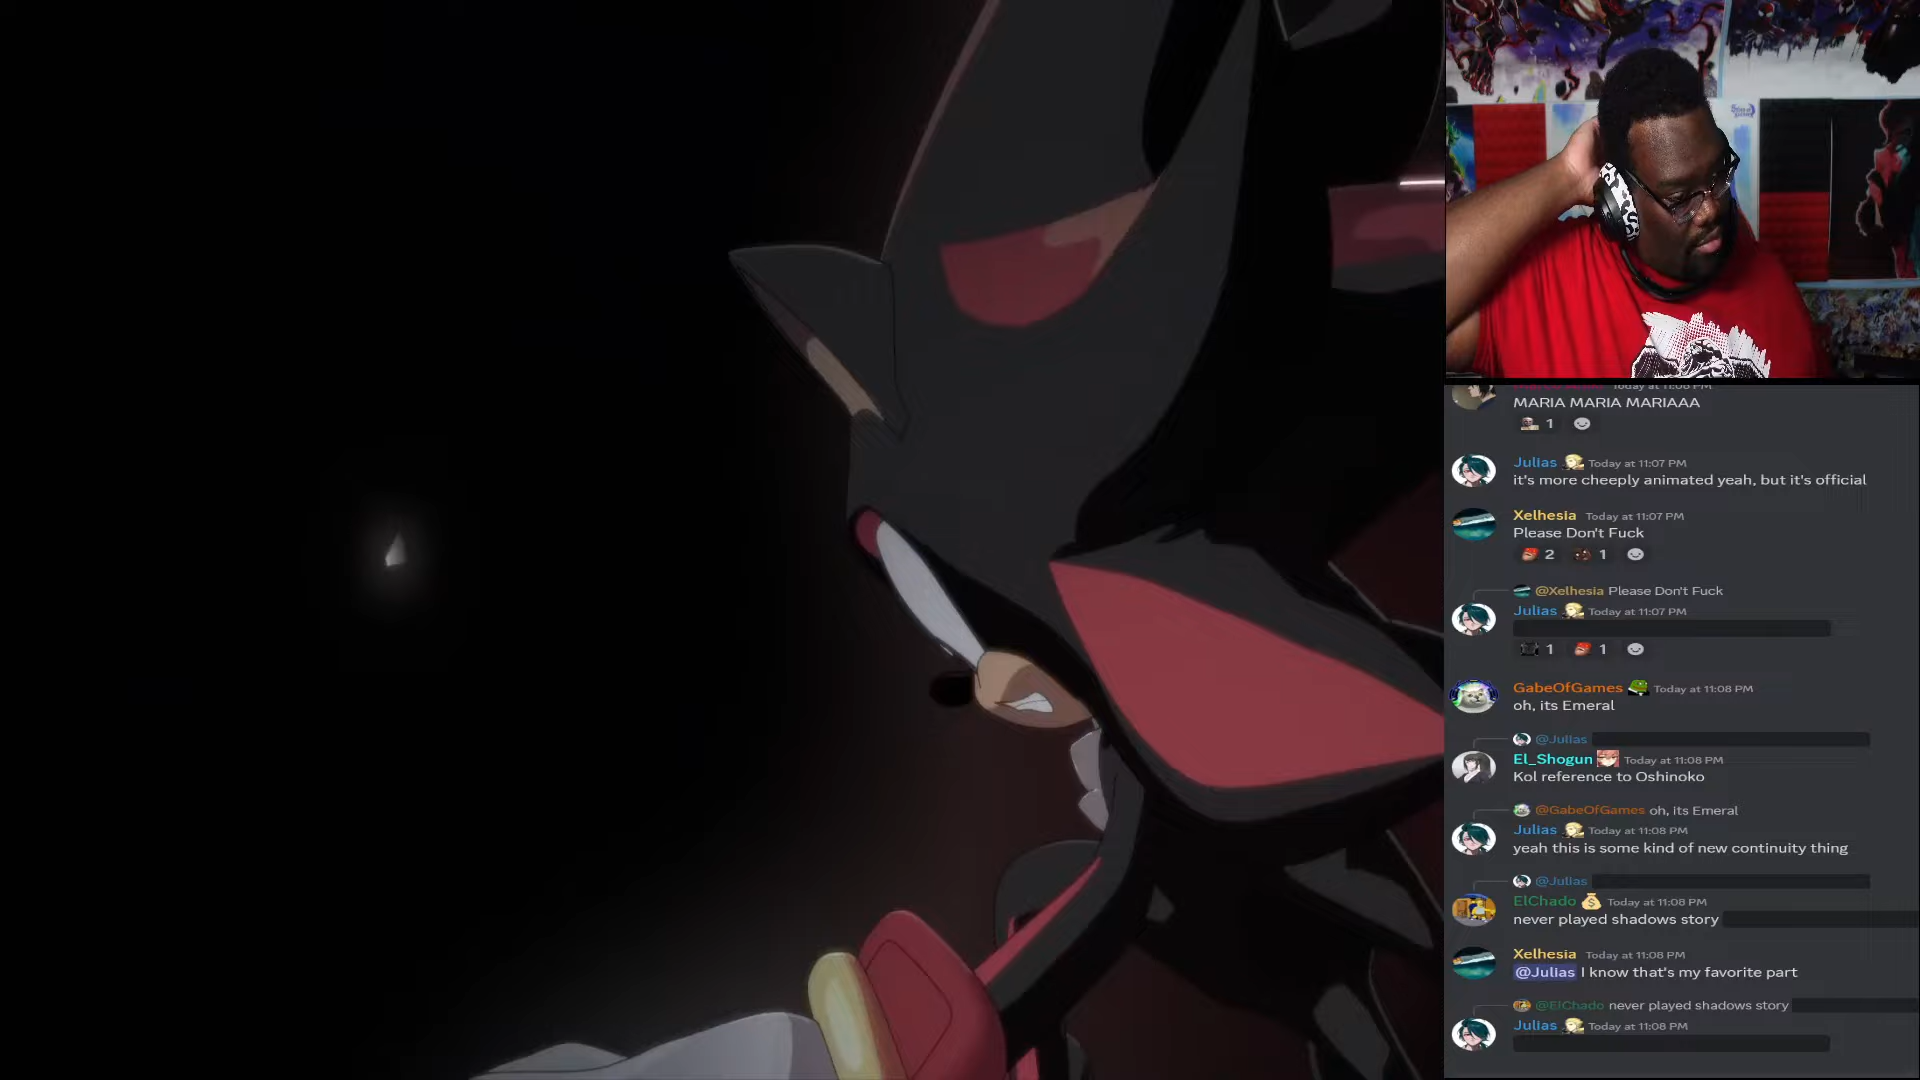 MARIA MARIA MARIAAA
1
Julias Today at 11:07 PM
it's more cheeply animated yeah, but it's official
Xelhesia Today at 11:07 PM
Please Don't Fuck
2 1
@Xelhesia Please Don't Fuck
Julias Today at 11:07 PM
1 1
GabeOfGames Today at 11:08 PM
oh, its Emeral
@Julias
El_Shogun Today at 11:08 PM
Kol reference to Oshinoko
@GabeOfGames oh, its Emeral
Julias Today at 11:08 PM
yeah this is some kind of new continuity thing
@Julias
ElChado Today at 11:08 PM
never played shadows story
Xelhesia Today at 11:08 PM
@Julias I know that's my favorite part
@ElChado never played shadows story
Julias Today at 11:08 PM